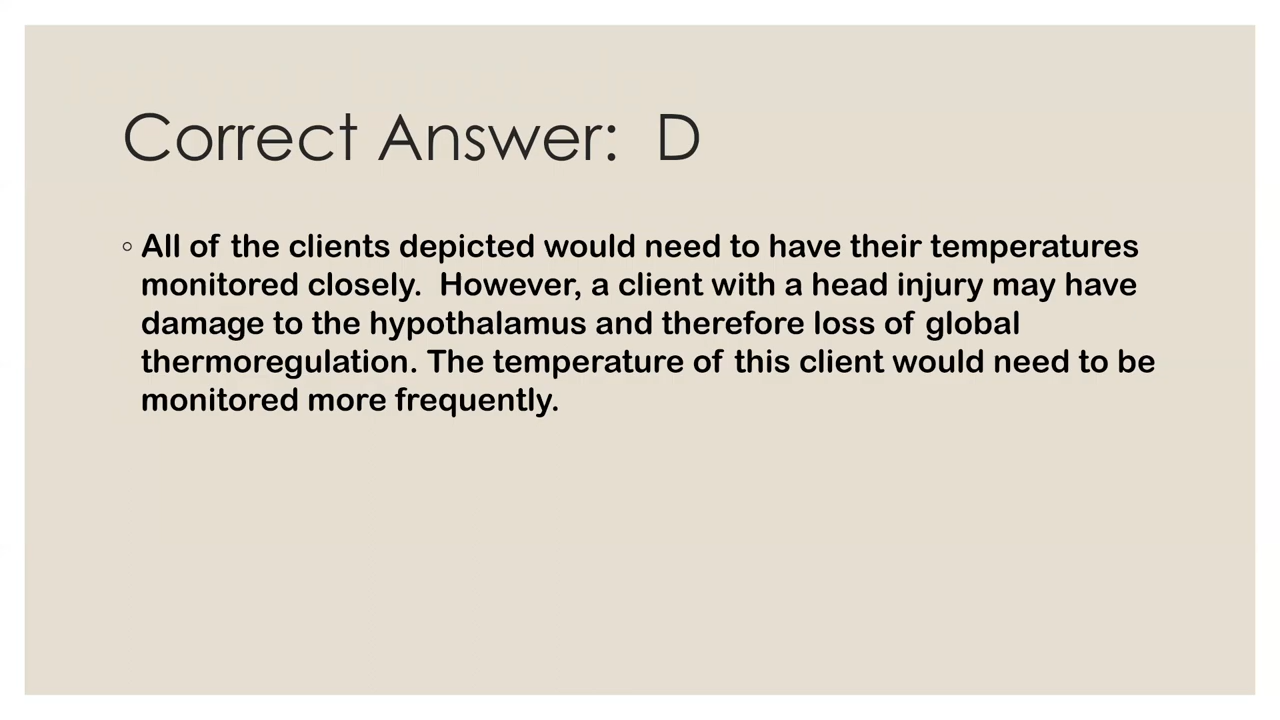 Correct Answer:  D
◦ All of the clients depicted would need to have their temperatures
monitored closely.  However, a client with a head injury may have
damage to the hypothalamus and therefore loss of global
thermoregulation. The temperature of this client would need to be
monitored more frequently.